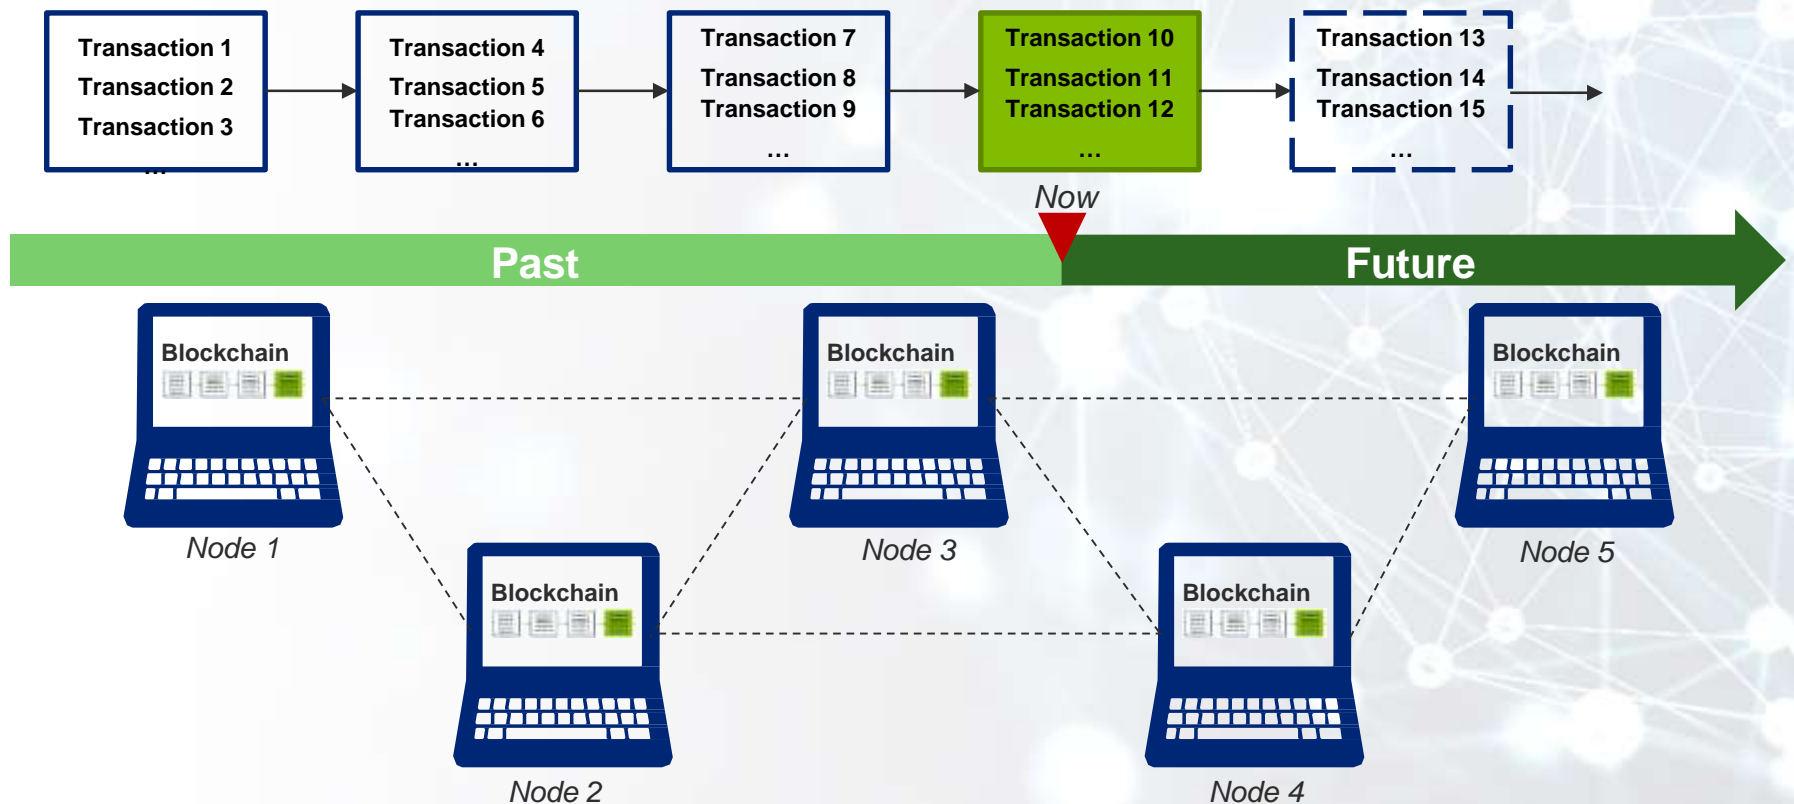 Transaction 1
Transaction 2
Transaction 3
...
Transaction 4
Transaction 5
Transaction 6
...
Transaction 7
Transaction 8
Transaction 9
...
Transaction 10
Transaction 11
Transaction 12
...
Transaction 13
Transaction 14
Transaction 15
...
Now
Past
Future
Blockchain
Node 1
Blockchain
Node 2
Blockchain
Node 3
Blockchain
Node 4
Blockchain
Node 5